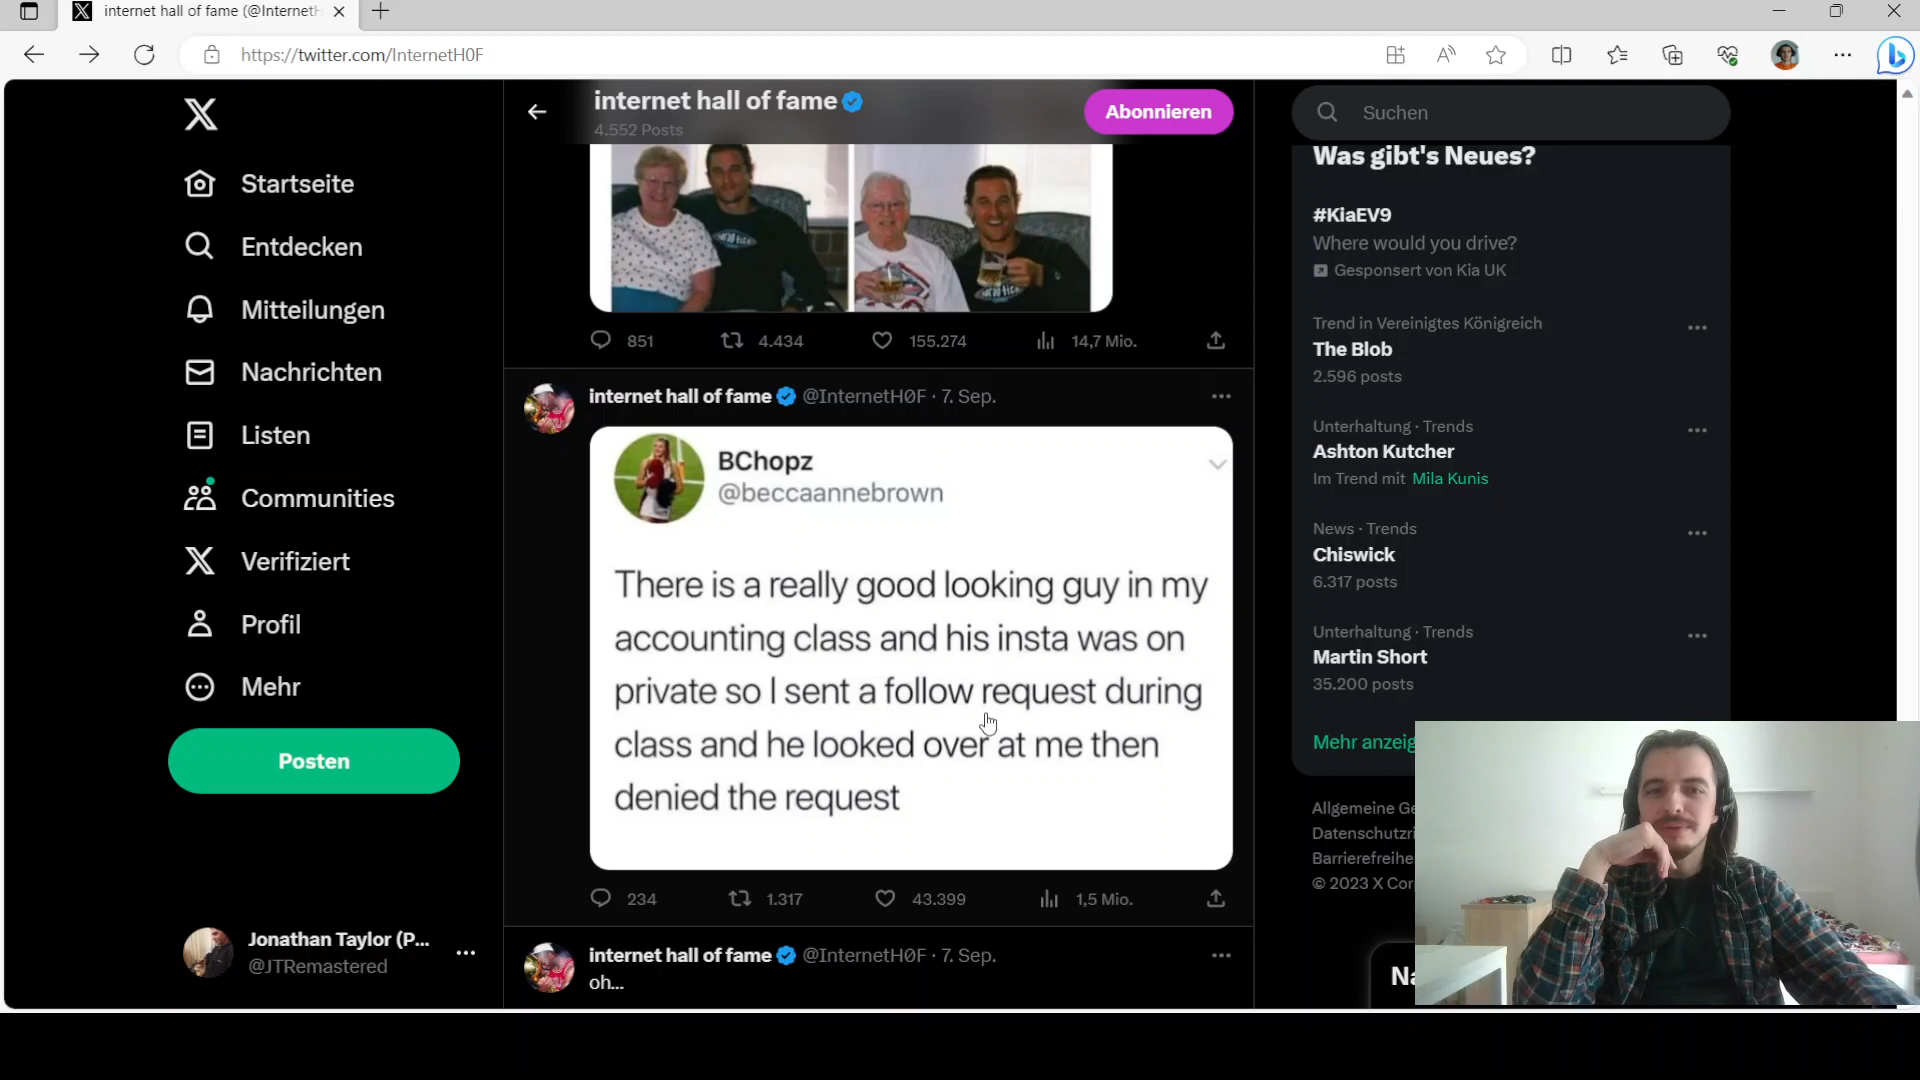 internet hall of fame (@InternetH
https://twitter.com/InternetH0F
Startseite
Entdecken
Mitteilungen
Nachrichten
Listen
Communities
Verifiziert
Profil
Mehr
Posten
Jonathan Taylor (P...
@JTRemastered
internet hall of fame
4.552 Posts
Abonnieren
851 4.434 155.274 14,7 Mio.
internet hall of fame @InternetH0F · 7. Sep.
BChopz
@beccaannebrown
There is a really good looking guy in my
accounting class and his insta was on
private so I sent a follow request during
class and he looked over at me then
denied the request
234 1.317 43.399 1,5 Mio.
internet hall of fame @InternetH0F · 7. Sep.
oh...
Suchen
Was gibt's Neues?
#KiaEV9
Where would you drive?
Gesponsert von Kia UK
Trend in Vereinigtes Königreich
The Blob
2.596 posts
Unterhaltung · Trends
Ashton Kutcher
Im Trend mit Mila Kunis
News · Trends
Chiswick
6.317 posts
Unterhaltung · Trends
Martin Short
35.200 posts
Mehr anzeig
Allgemeine Ge
Datenschutzri
Barrierefreihe
© 2023 X Cor
Na